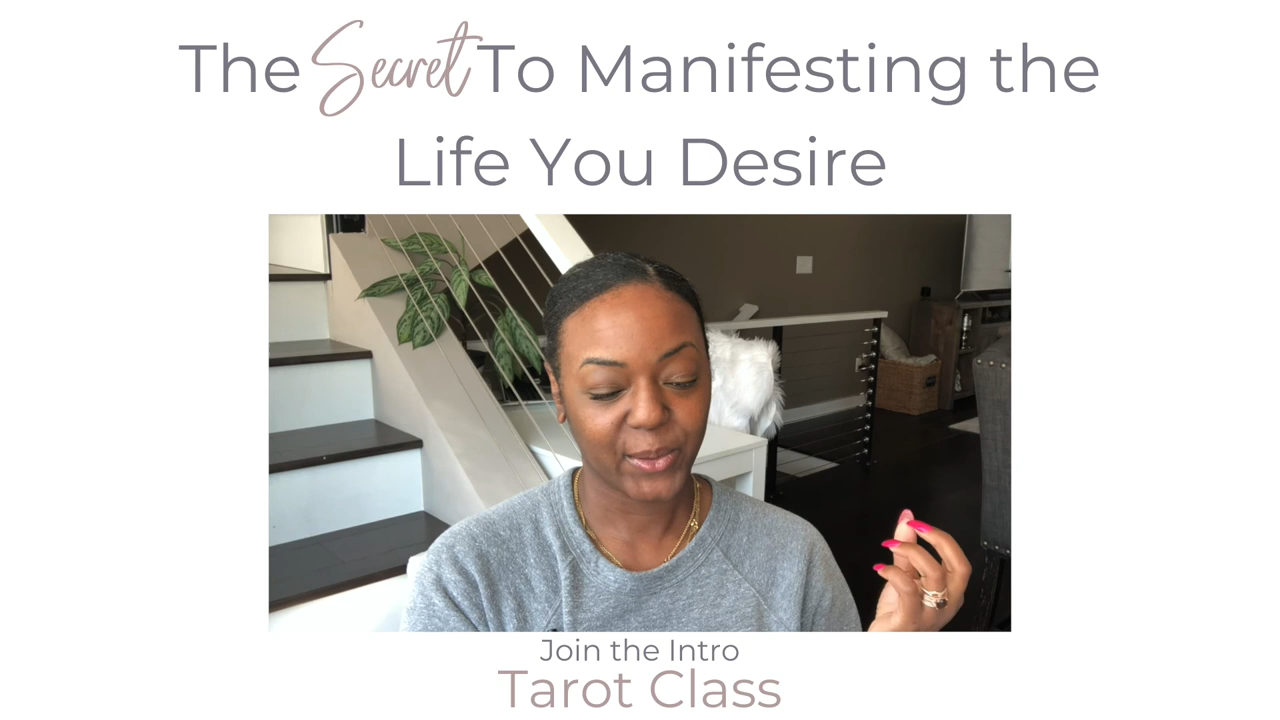 The Secret To Manifesting the
Life You Desire
Join the Intro
Tarot Class